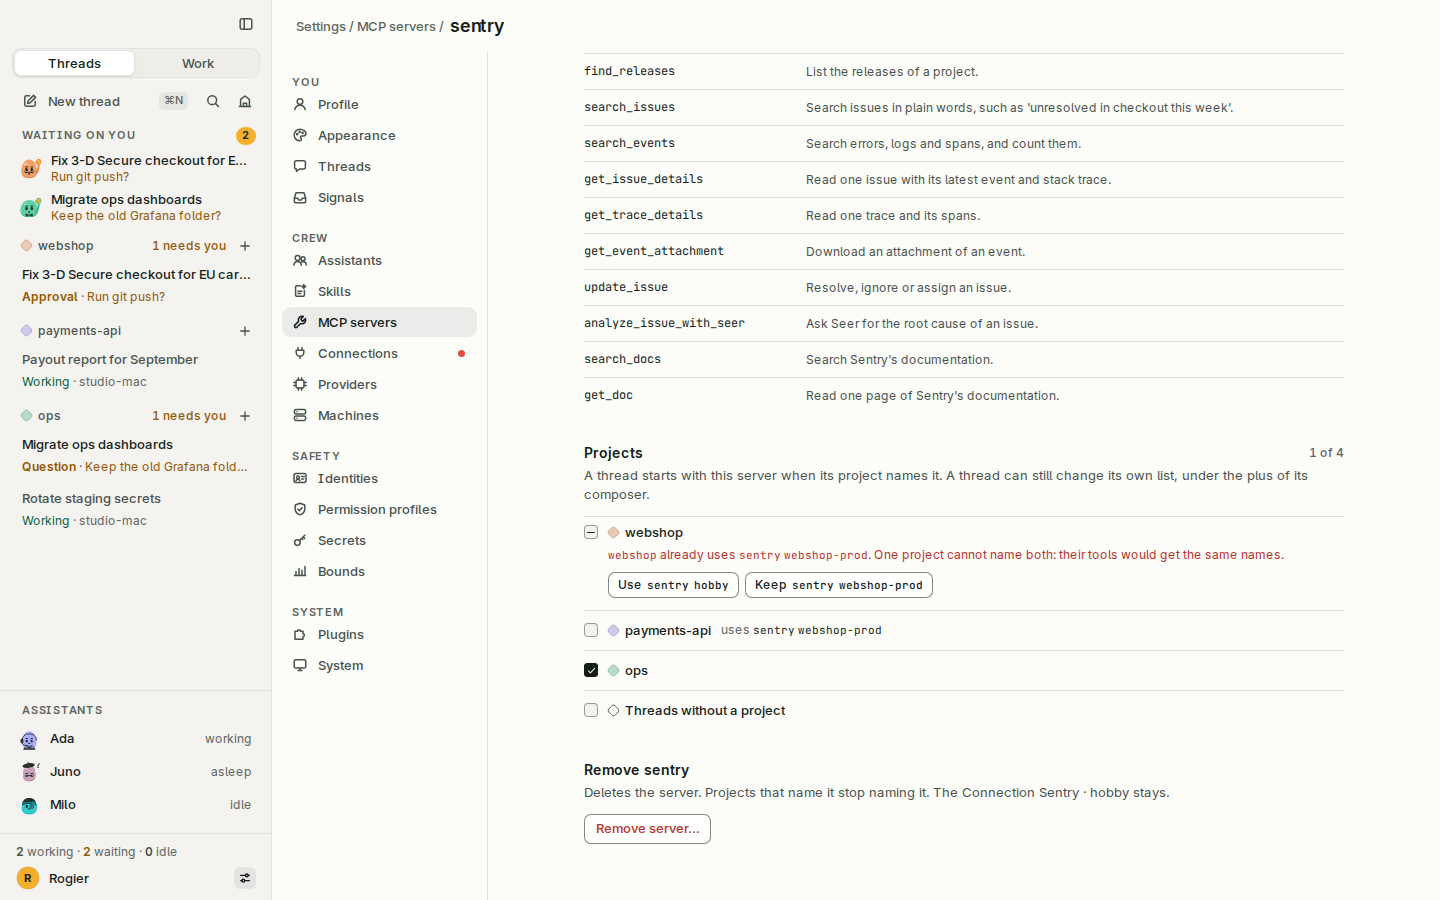 Settings / MCP servers / sentry
Threads
Work
New thread
⌘N
WAITING ON YOU
2
Fix 3-D Secure checkout for E...
Run git push?
Migrate ops dashboards
Keep the old Grafana folder?
webshop
1 needs you
Fix 3-D Secure checkout for EU car...
Approval · Run git push?
payments-api
Payout report for September
Working · studio-mac
ops
1 needs you
Migrate ops dashboards
Question · Keep the old Grafana fold...
Rotate staging secrets
Working · studio-mac
ASSISTANTS
Ada
working
Juno
asleep
Milo
idle
2 working · 2 waiting · 0 idle
R
Rogier
YOU
Profile
Appearance
Threads
Signals
CREW
Assistants
Skills
MCP servers
Connections
Providers
Machines
SAFETY
Identities
Permission profiles
Secrets
Bounds
SYSTEM
Plugins
System
find_releases
List the releases of a project.
search_issues
Search issues in plain words, such as 'unresolved in checkout this week'.
search_events
Search errors, logs and spans, and count them.
get_issue_details
Read one issue with its latest event and stack trace.
get_trace_details
Read one trace and its spans.
get_event_attachment
Download an attachment of an event.
update_issue
Resolve, ignore or assign an issue.
analyze_issue_with_seer
Ask Seer for the root cause of an issue.
search_docs
Search Sentry's documentation.
get_doc
Read one page of Sentry's documentation.
Projects
1 of 4
A thread starts with this server when its project names it. A thread can still change its own list, under the plus of its
composer.
webshop
webshop already uses sentry webshop-prod. One project cannot name both: their tools would get the same names.
Use sentry hobby
Keep sentry webshop-prod
payments-api
uses sentry webshop-prod
ops
Threads without a project
Remove sentry
Deletes the server. Projects that name it stop naming it. The Connection Sentry · hobby stays.
Remove server...